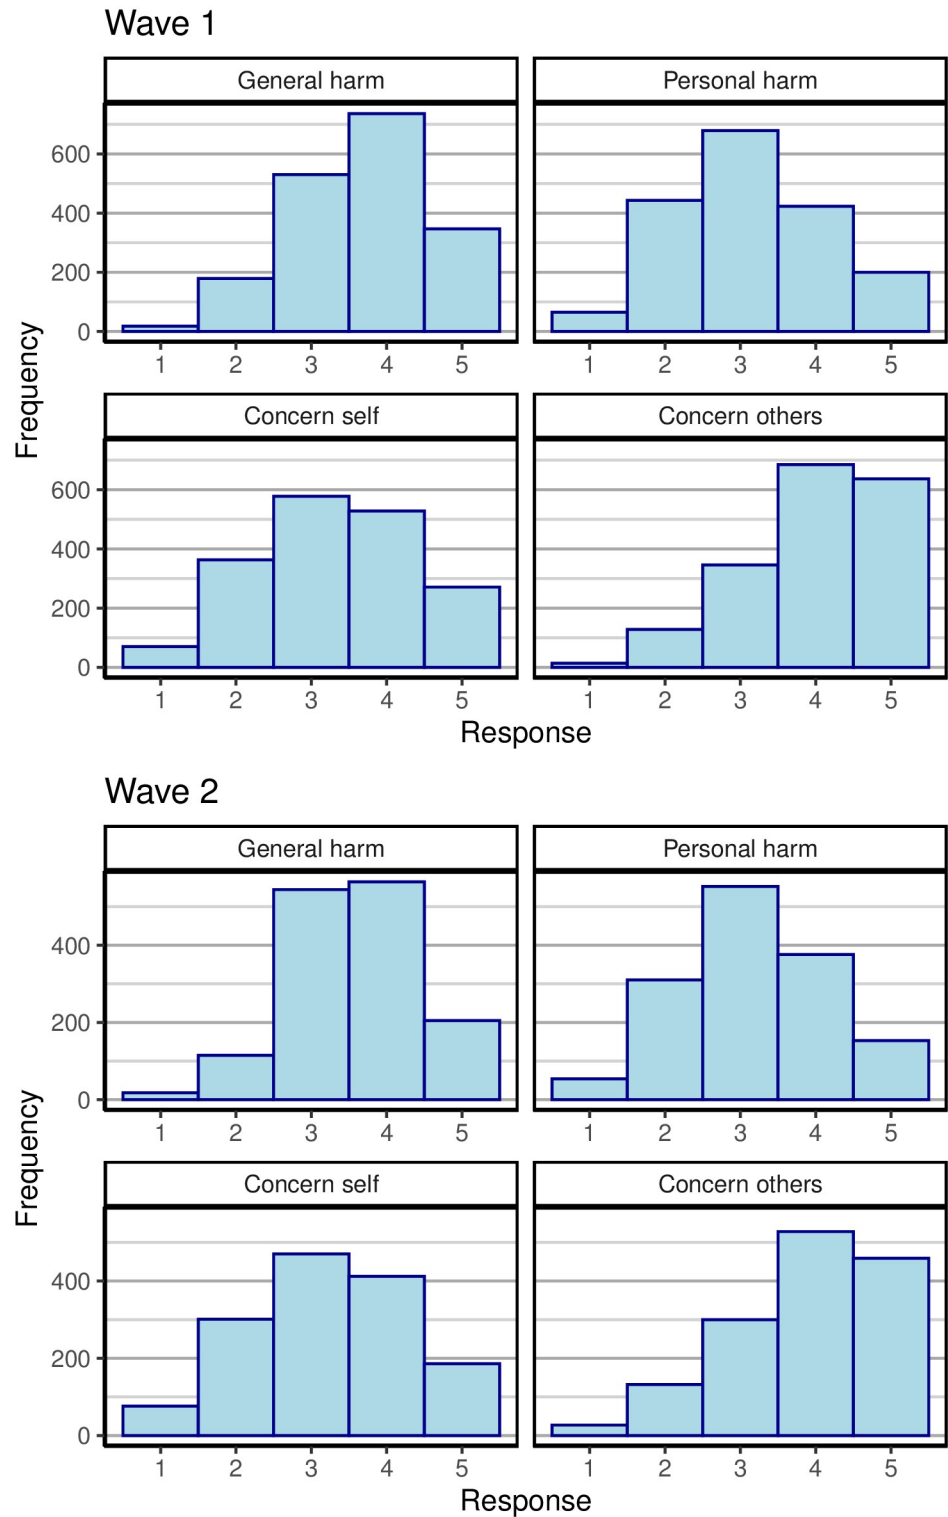 Wave 1
General harm Personal harm
600
400
200
0
1 2 3 4 5 1 2 3 4 5
Frequency
Concern self Concern others
600
400
200
0
1 2 3 4 5 1 2 3 4 5
Response
Wave 2
General harm Personal harm
400
200
0
1 2 3 4 5 1 2 3 4 5
Frequency
Concern self Concern others
400
200
0
1 2 3 4 5 1 2 3 4 5
Response